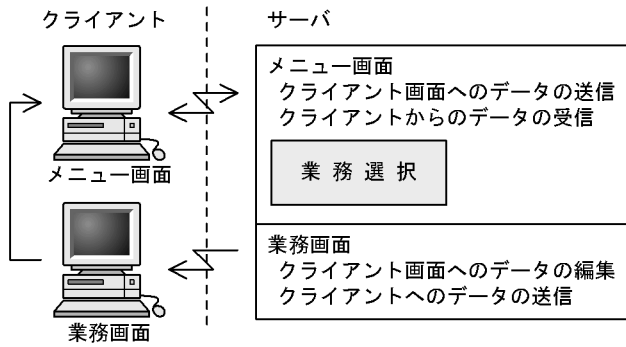 クライアント
サーバ
メニュー画面
クライアント画面へのデータの送信
クライアントからのデータの受信
業務選択
メニュー画面
業務画面
クライアント画面へのデータの編集
クライアントへのデータの送信
業務画面